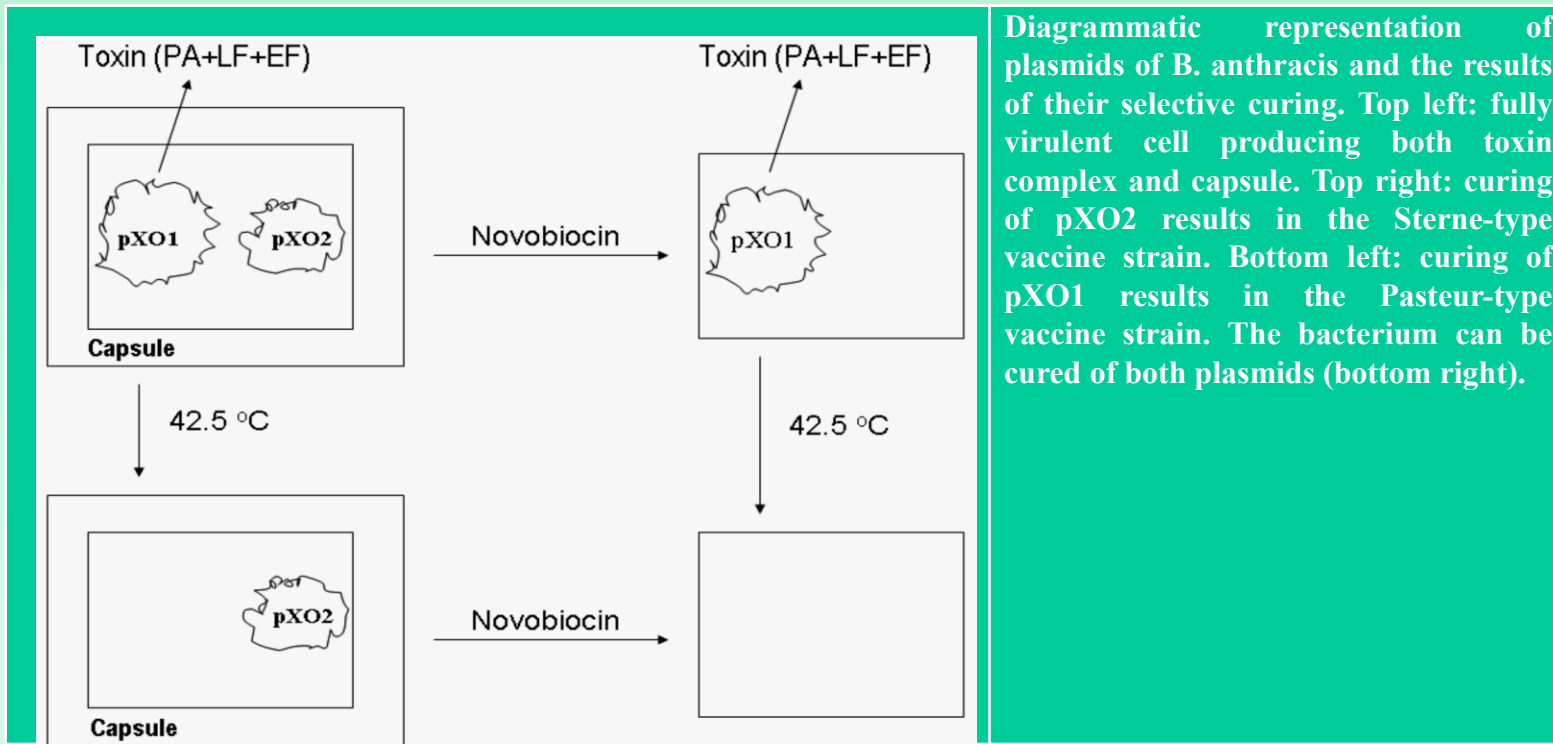 Toxin (PA+LF+EF)
Toxin (PA+LF+EF)
pXO1
pXO2
Capsule
Novobiocin
pXO1
42.5 °C
42.5 °C
pXO2
Capsule
Novobiocin
Diagrammatic representation of
plasmids of B. anthracis and the results
of their selective curing. Top left: fully
virulent cell producing both toxin
complex and capsule. Top right: curing
of pXO2 results in the Sterne-type
vaccine strain. Bottom left: curing of
pXO1 results in the Pasteur-type
vaccine strain. The bacterium can be
cured of both plasmids (bottom right).